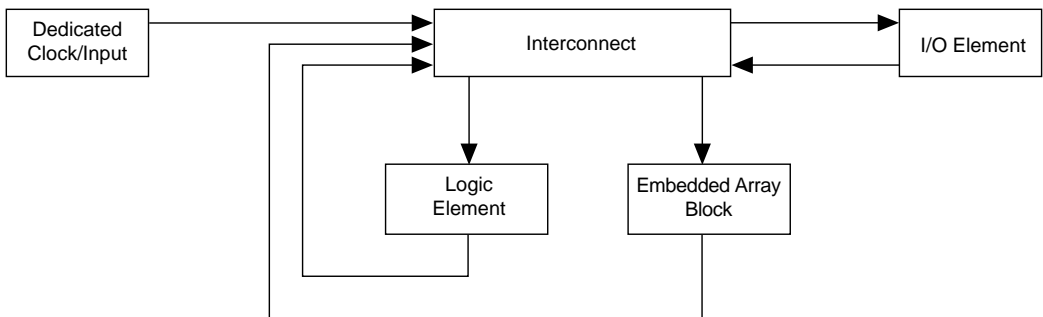 Dedicated
Clock/Input
Interconnect
I/O Element
Logic
Element
Embedded Array
Block